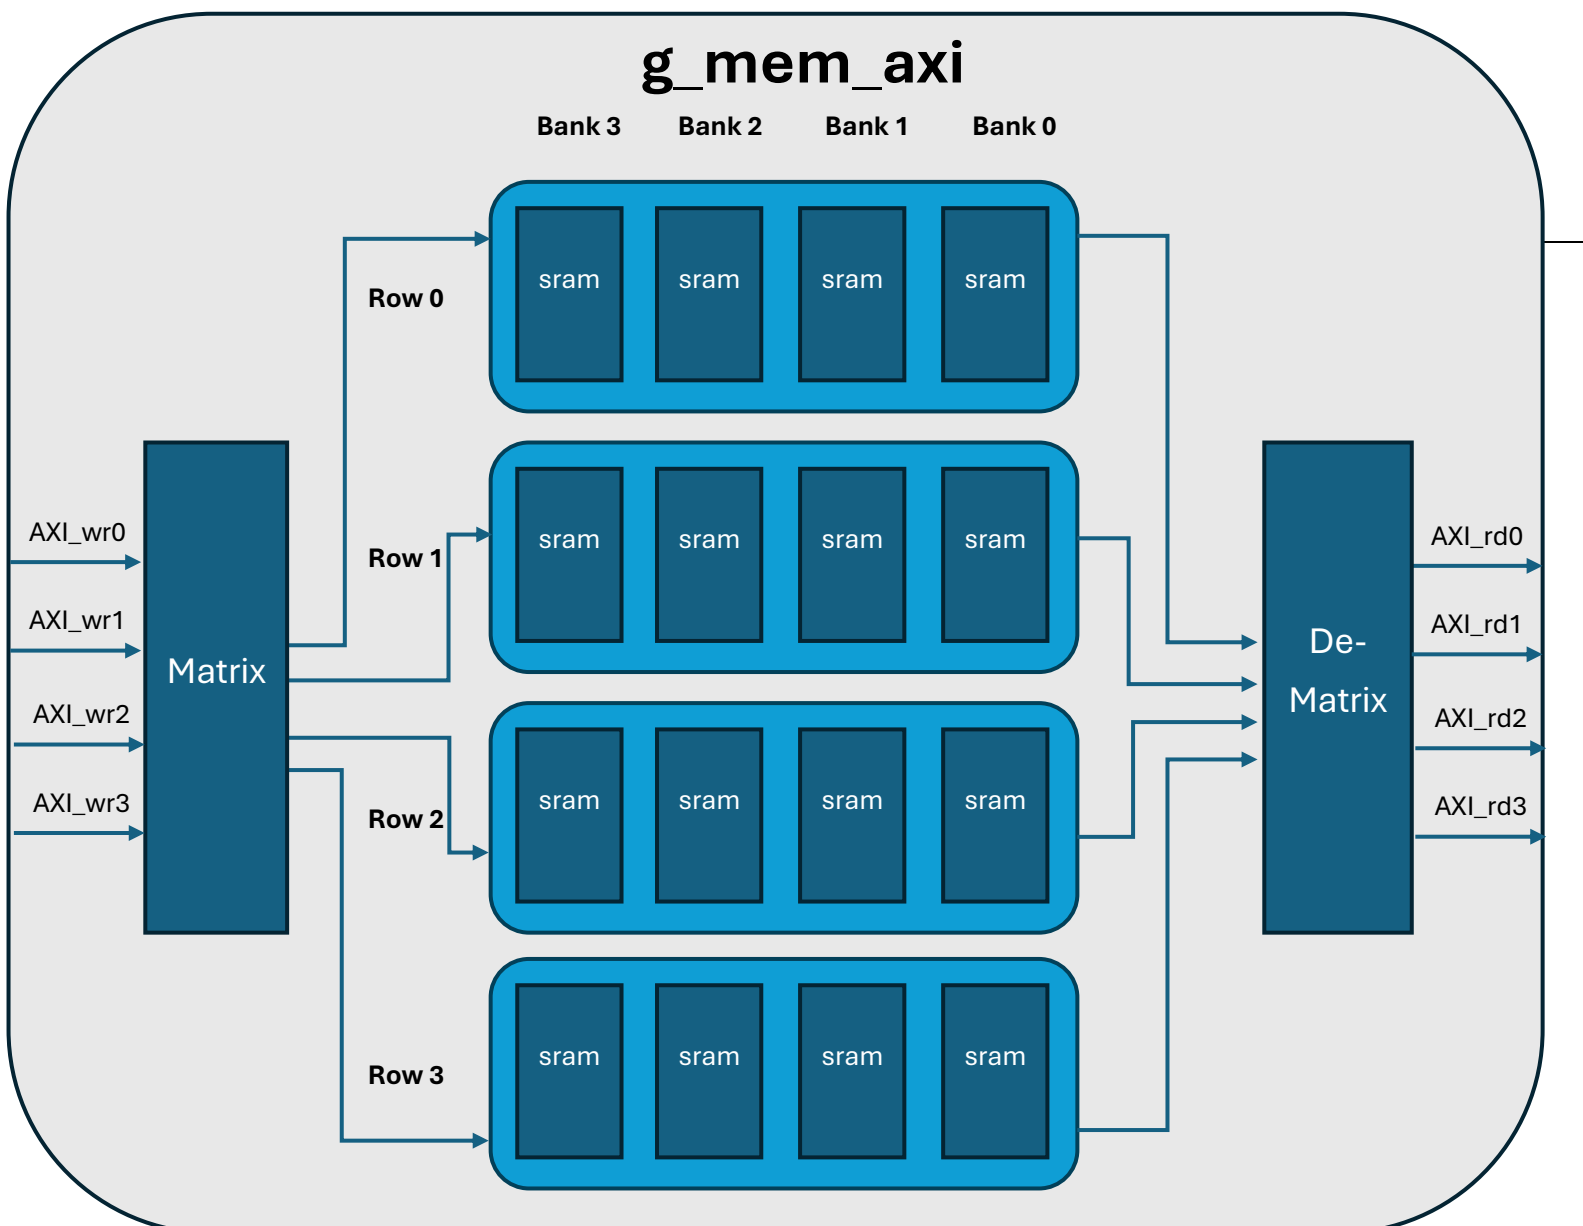 g_mem_axi
Bank 3 Bank 2 Bank 1 Bank 0
sram sram sram sram
Row 0
sram sram sram sram
Row 1
AXI_wr0
AXI_wr1
AXI_wr2
AXI_wr3
Matrix
De-
Matrix
AXI_rd0
AXI_rd1
AXI_rd2
AXI_rd3
sram sram sram sram
Row 2
sram sram sram sram
Row 3